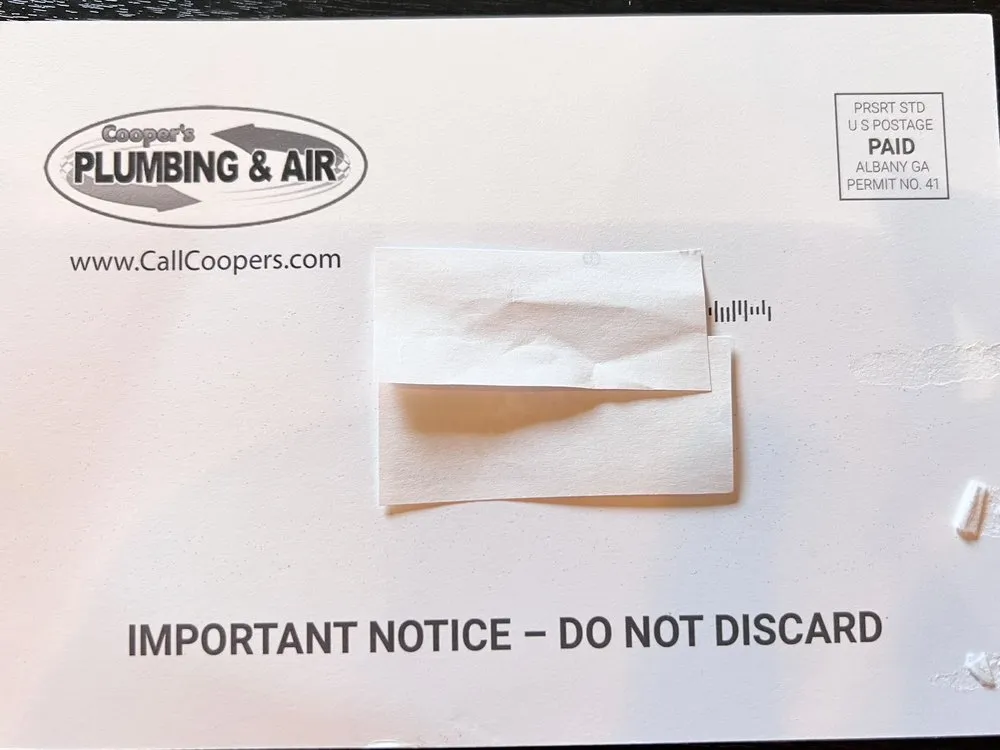 Cooper's
PLUMBING & AIR
www.CallCoopers.com
PRSRT STD
U S POSTAGE
PAID
ALBANY GA
PERMIT NO. 41
IMPORTANT NOTICE – DO NOT DISCARD